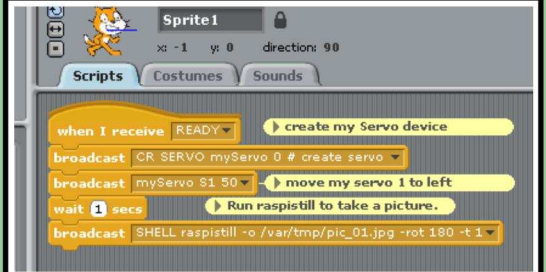 Sprite1
x: -1 y: 0 direction: 90
Scripts Costumes Sounds
when I receive READY create my Servo device
broadcast CR SERVO myServo 0 # create servo
broadcast myServo S1 50 move my servo 1 to left
wait 1 secs Run raspistill to take a picture.
broadcast SHELL raspistill -o /var/tmp/pic_01.jpg -rot 180 -t 1